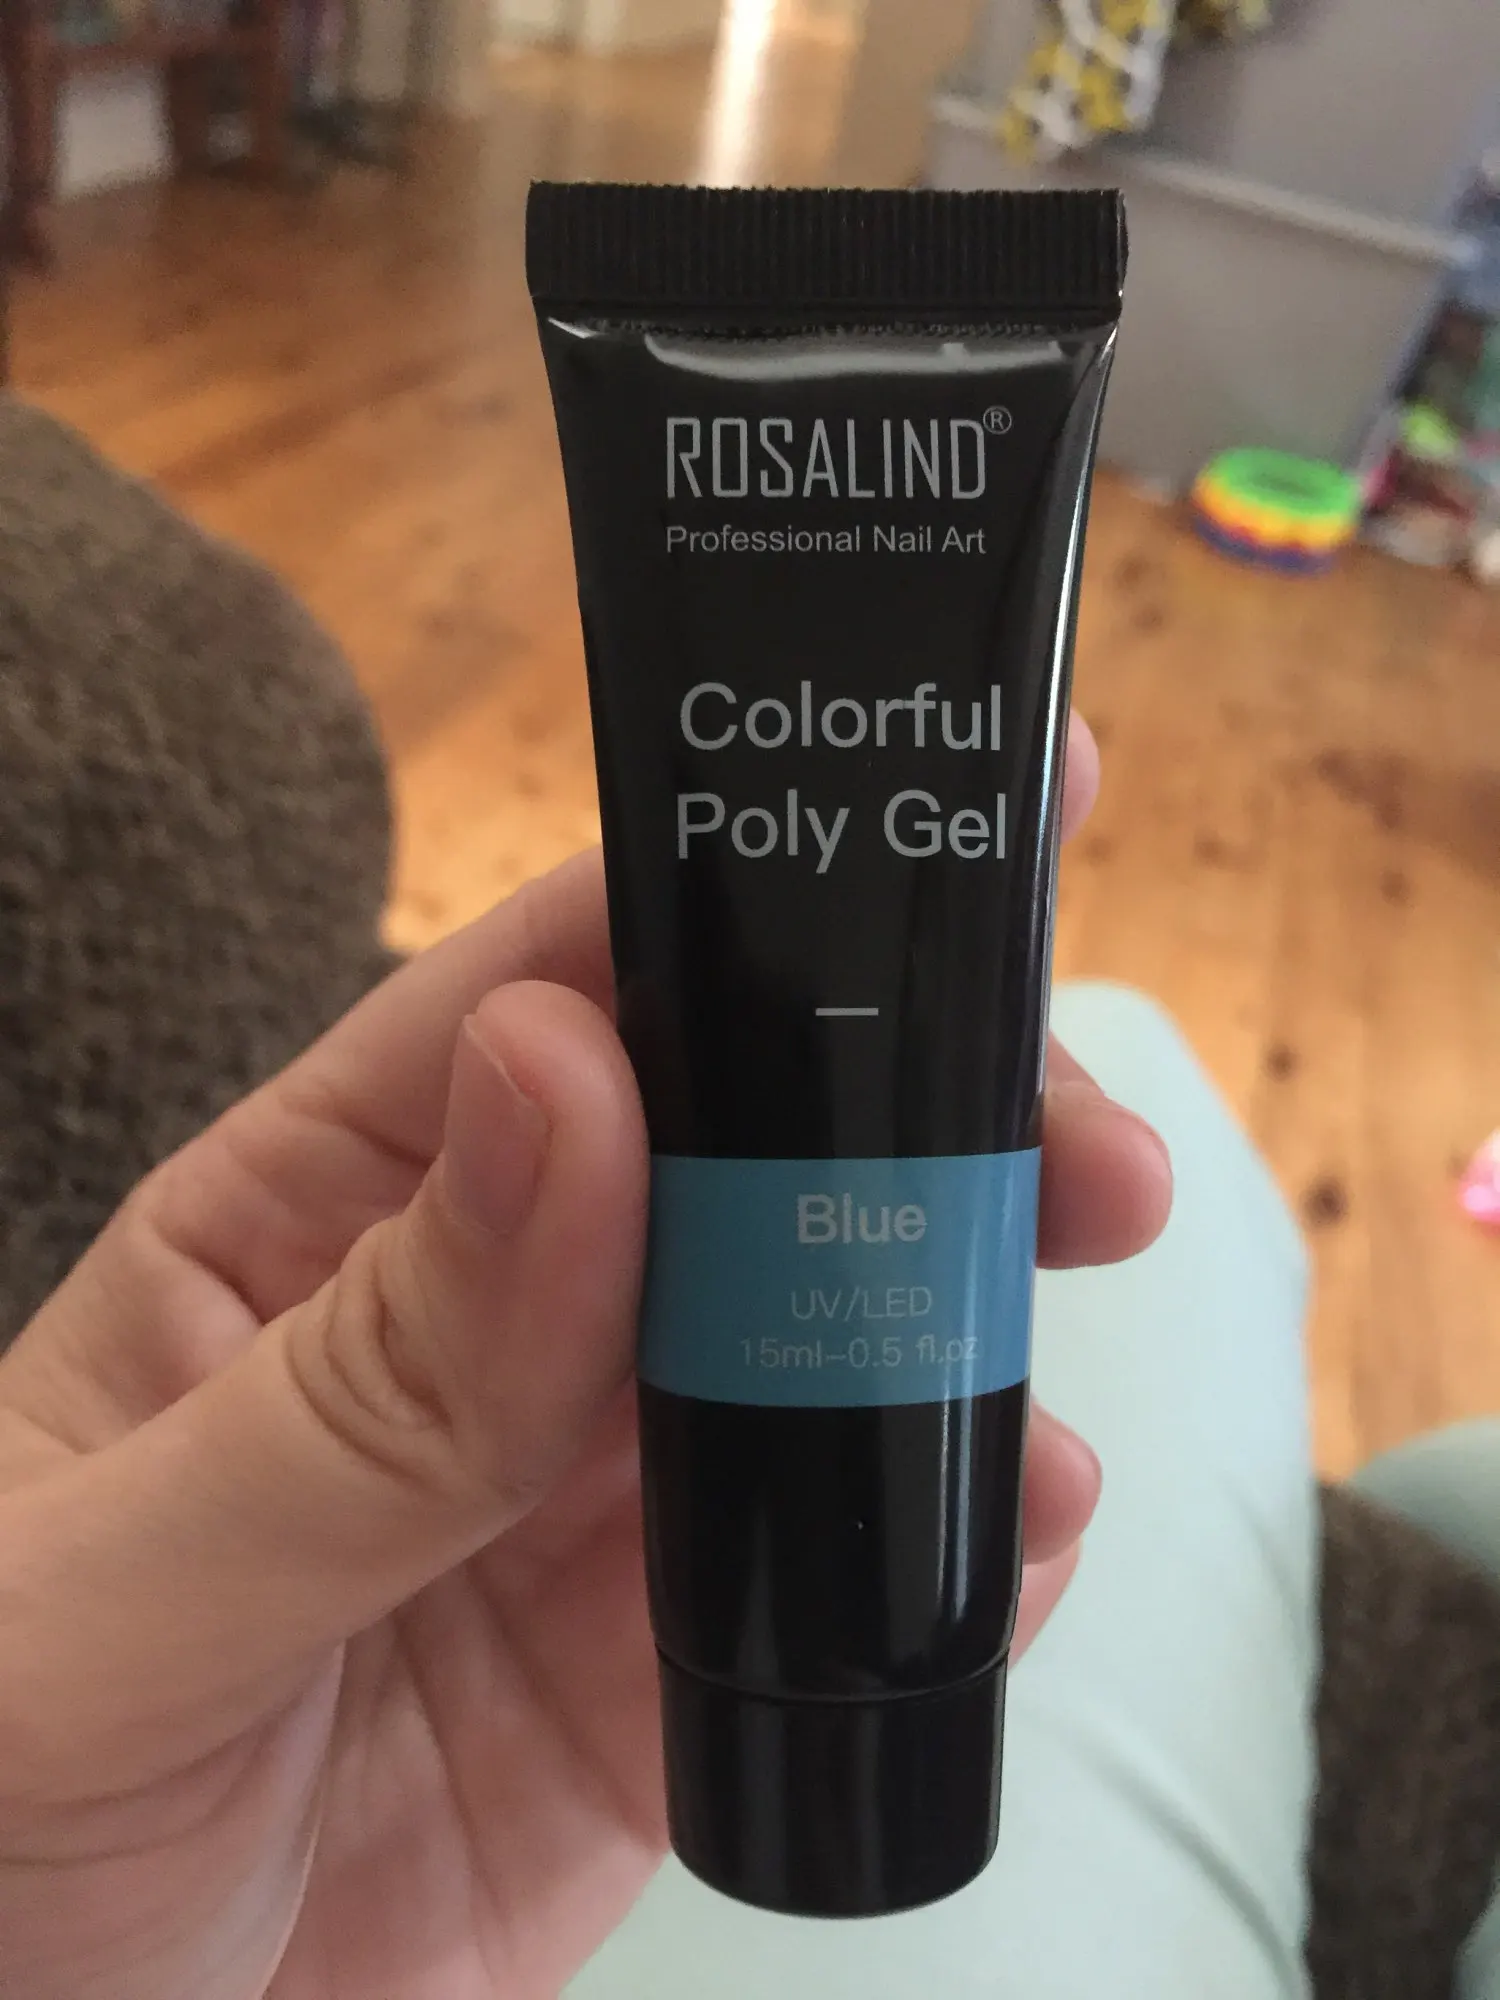 ROSALIND®
Professional Nail Art
Colorful
Poly Gel
Blue
UV/LED
15ml–0.5 fl.oz